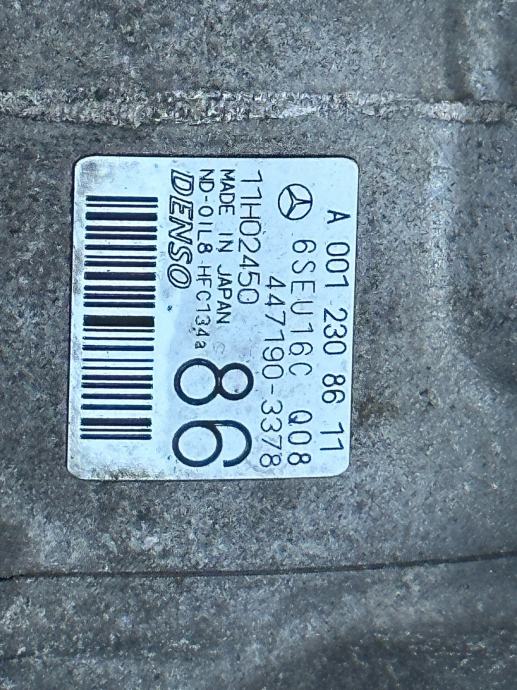 A 001 230 86 11
6SEU16C Q08
447190-3378
11H02450
MADE IN JAPAN
ND-OIL8 HFC134a
DENSO
86